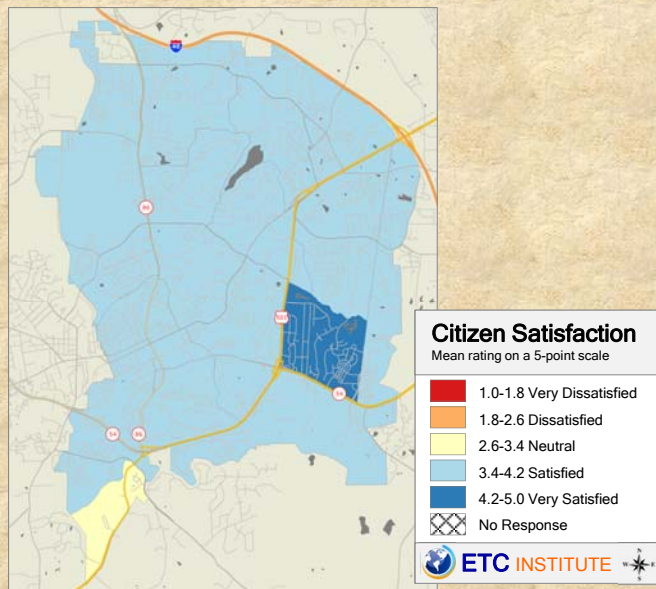 40
86
501
54
54
86
Citizen Satisfaction
Mean rating on a 5-point scale
1.0-1.8 Very Dissatisfied
1.8-2.6 Dissatisfied
2.6-3.4 Neutral
3.4-4.2 Satisfied
4.2-5.0 Very Satisfied
No Response
ETC INSTITUTE
N
W E
S